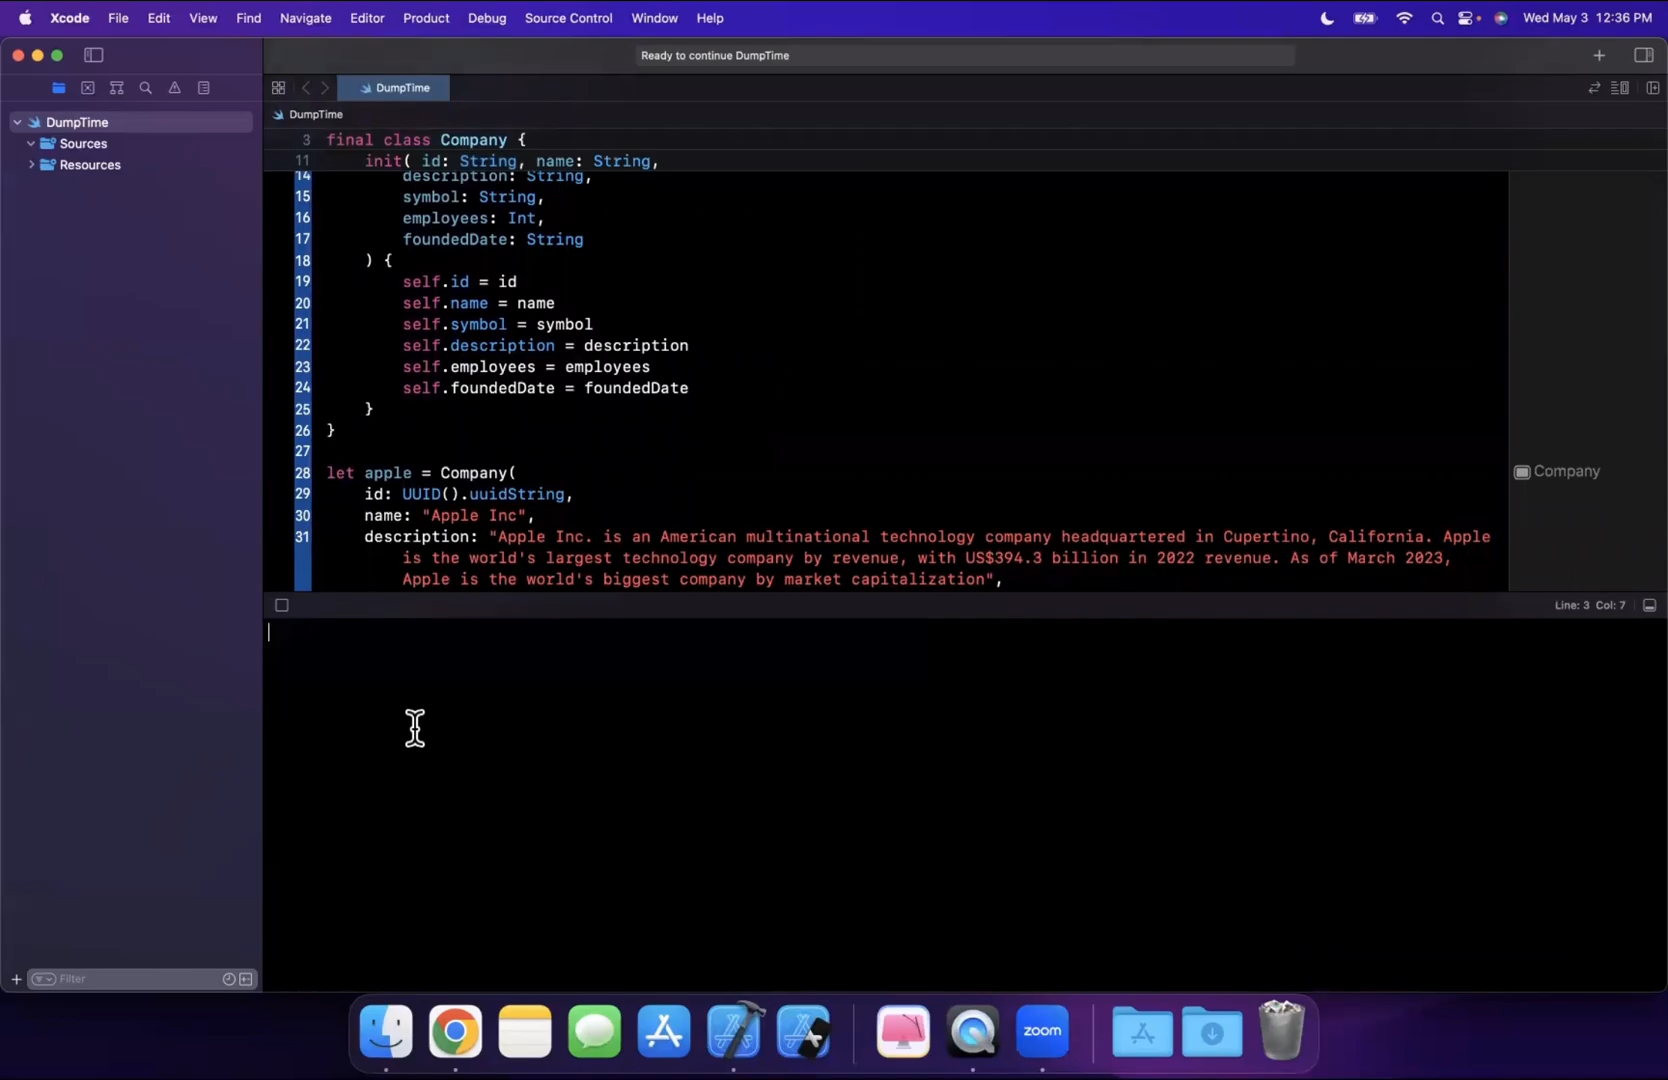 Xcode File Edit View Find Navigate Editor Product Debug Source Control Window Help Wed May 3 12:36 PM
Ready to continue DumpTime
DumpTime
DumpTime
Sources
Resources
DumpTime
3 final class Company {
11 init( id: String, name: String,
14 description: String,
15 symbol: String,
16 employees: Int,
17 foundedDate: String
18 ) {
19 self.id = id
20 self.name = name
21 self.symbol = symbol
22 self.description = description
23 self.employees = employees
24 self.foundedDate = foundedDate
25 }
26 }
27
28 let apple = Company(
29 id: UUID().uuidString,
30 name: "Apple Inc",
31 description: "Apple Inc. is an American multinational technology company headquartered in Cupertino, California. Apple
is the world's largest technology company by revenue, with US$394.3 billion in 2022 revenue. As of March 2023,
Apple is the world's biggest company by market capitalization",
Company
Line: 3 Col: 7
Filter
zoom